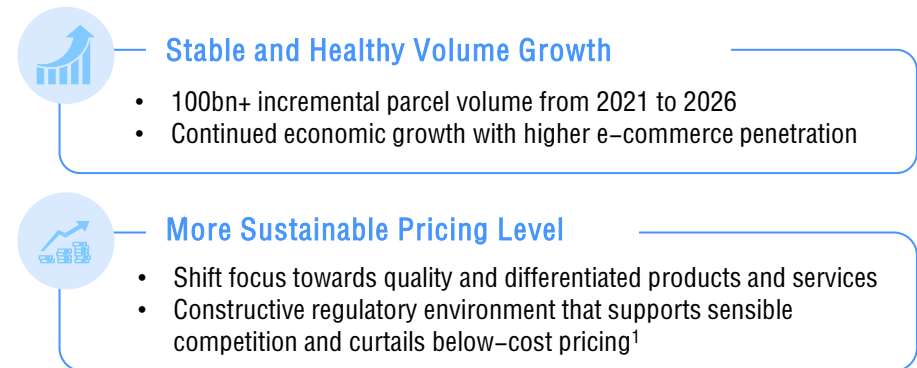 Stable and Healthy Volume Growth
• 100bn+ incremental parcel volume from 2021 to 2026
• Continued economic growth with higher e–commerce penetration
More Sustainable Pricing Level
• Shift focus towards quality and differentiated products and services
• Constructive regulatory environment that supports sensible
competition and curtails below–cost pricing¹